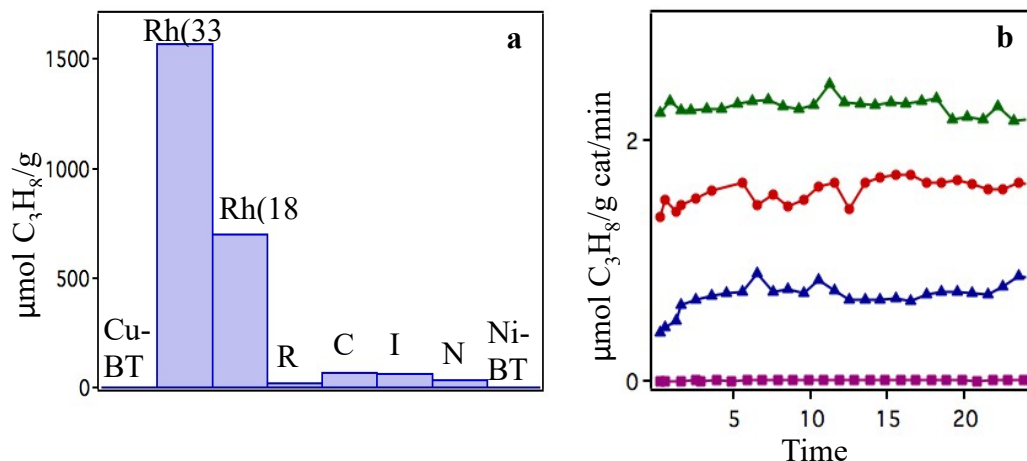 a
Rh(33
1500
1000
500
0
µmol C₃H₈/g
Rh(18
Cu-
BT
R
C
I
N
Ni-
BT
b
2
0
µmol C₃H₈/g cat/min
5
10
15
20
Time